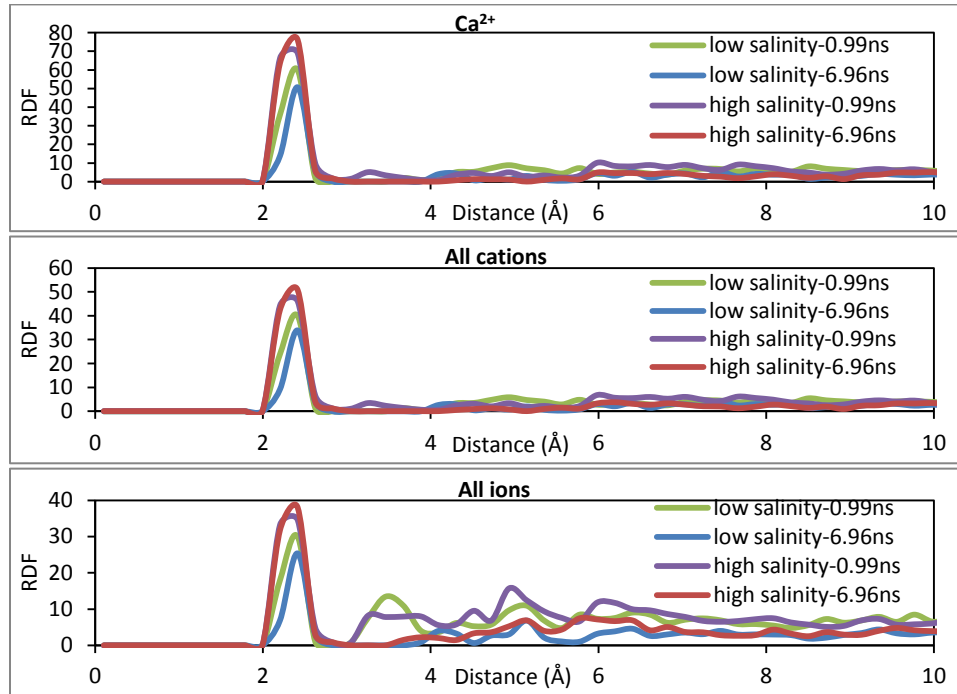 Ca²⁺
RDF
80
70
60
50
40
30
20
10
0
low salinity-0.99ns
low salinity-6.96ns
high salinity-0.99ns
high salinity-6.96ns
0 2 4 6 8 10
Distance (Å)
All cations
RDF
60
50
40
30
20
10
0
low salinity-0.99ns
low salinity-6.96ns
high salinity-0.99ns
high salinity-6.96ns
0 2 4 6 8 10
Distance (Å)
All ions
RDF
40
30
20
10
0
low salinity-0.99ns
low salinity-6.96ns
high salinity-0.99ns
high salinity-6.96ns
0 2 4 6 8 10
Distance (Å)